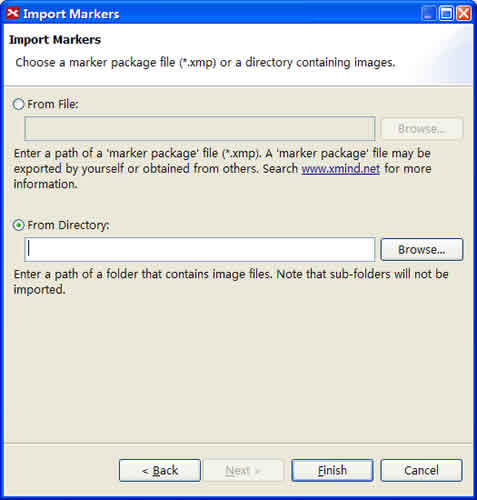 Import Markers
Import Markers
Choose a marker package file (*.xmp) or a directory containing images.
From File:
Browse...
Enter a path of a 'marker package' file (*.xmp). A 'marker package' file may be
exported by yourself or obtained from others. Search www.xmind.net for more
information.
From Directory:
Browse...
Enter a path of a folder that contains image files. Note that sub-folders will not be
imported.
< Back Next > Finish Cancel